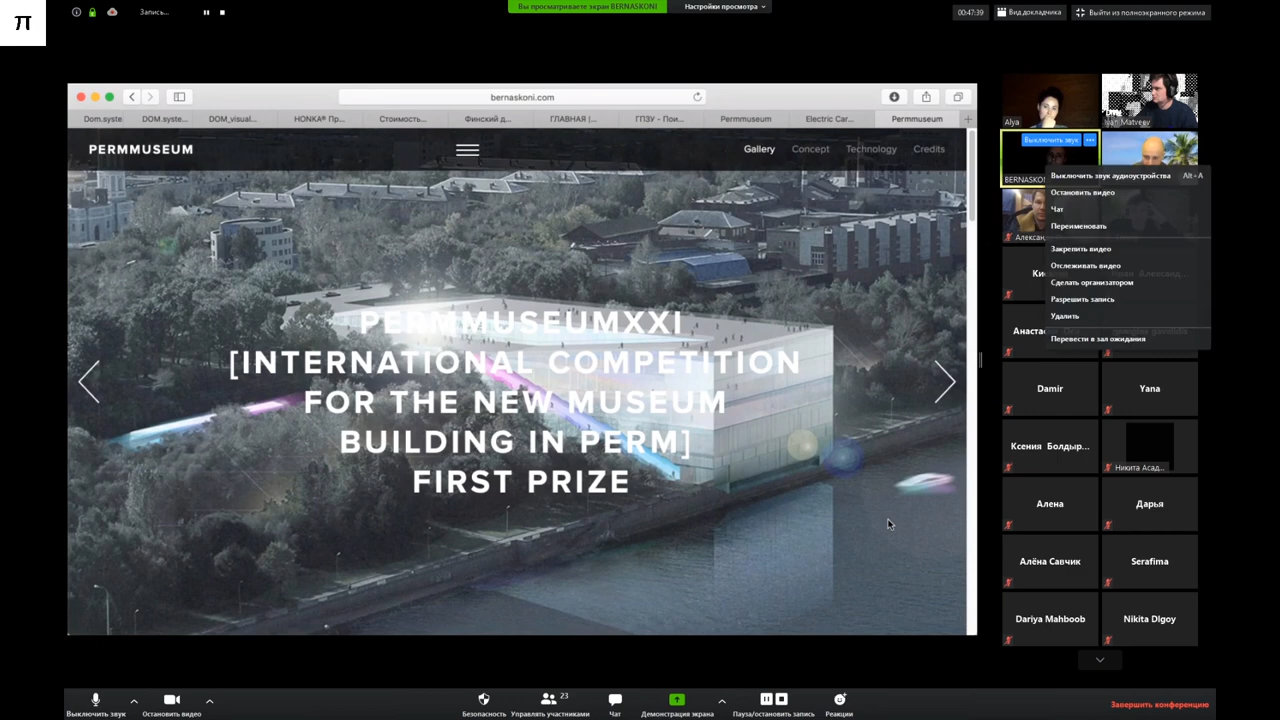 π
Запись...
Вы просматриваете экран BERNASKONI
Настройки просмотра
00:47:39
Вид докладчика
Выйти из полноэкранного режима
bernaskoni.com
Dom.syste
DOM.syste...
DOM_visual...
HONKA® Пр...
Стоимость...
Финский д...
ГЛАВНАЯ |...
ГПЗУ - Пои...
Permmuseum
Electric Car...
Permmuseum
PERMMUSEUM
Gallery
Concept
Technology
Credits
PERMMUSEUMXXI
[INTERNATIONAL COMPETITION
FOR THE NEW MUSEUM
BUILDING IN PERM]
FIRST PRIZE
Alya
Ivan Matveev
Выключить звук
BERNASKO
Выключить звук аудиоустройства Alt+A
Остановить видео
Чат
Переименовать
Закрепить видео
Отслеживать видео
Сделать организатором
Разрешить запись
Удалить
Перевести в зал ожидания
Алексан
Ки
Анаста
Damir
Yana
Ксения Болдыр...
Никита Асад...
Алена
Дарья
Алёна Савчик
Serafima
Dariya Mahboob
Nikita Dlgoy
Выключить звук
Остановить видео
Безопасность
Управлять участниками
23
Чат
Демонстрация экрана
Пауза/остановить запись
Реакции
Завершить конференцию